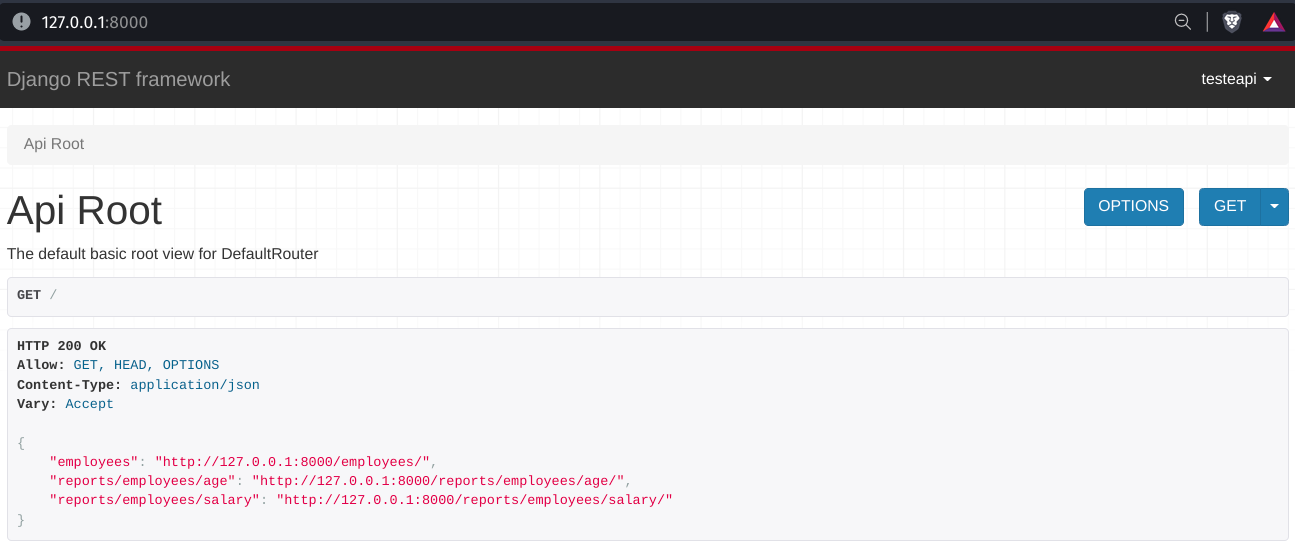 127.0.0.1:8000
Django REST framework
testeapi
Api Root
Api Root
OPTIONS
GET
The default basic root view for DefaultRouter
GET /
HTTP 200 OK
Allow: GET, HEAD, OPTIONS
Content-Type: application/json
Vary: Accept
{
    "employees": "http://127.0.0.1:8000/employees/",
    "reports/employees/age": "http://127.0.0.1:8000/reports/employees/age/",
    "reports/employees/salary": "http://127.0.0.1:8000/reports/employees/salary/"
}